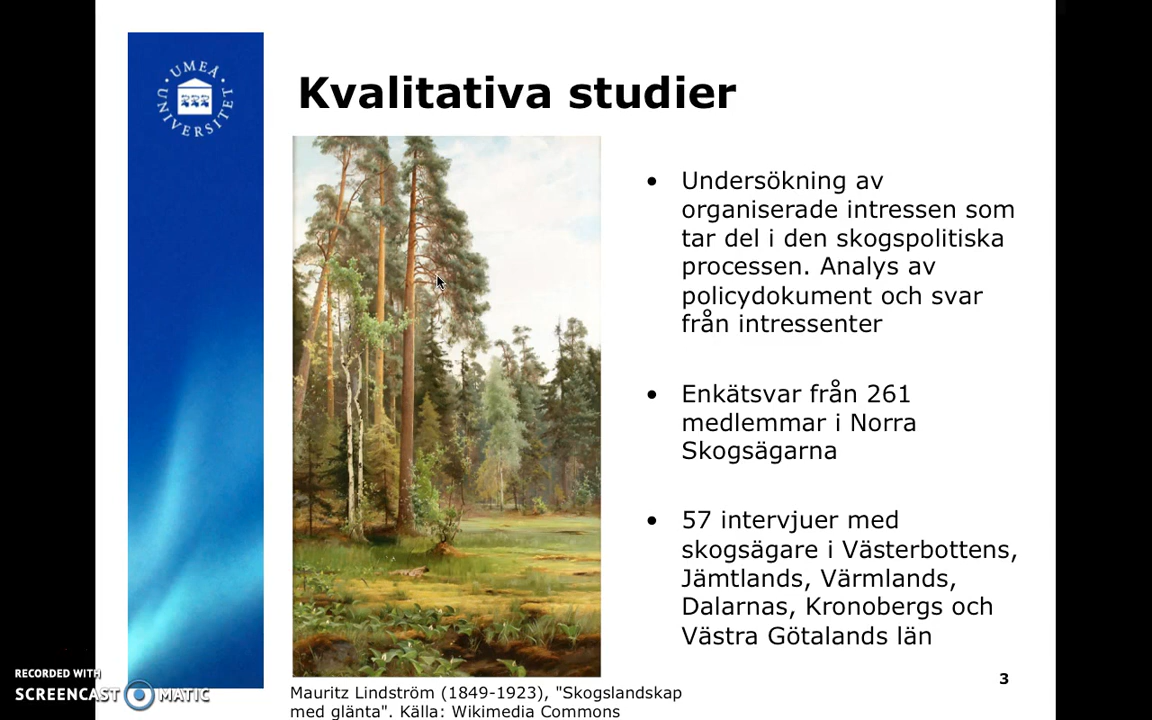 UMEÅ UNIVERSITET
Kvalitativa studier
• Undersökning av
organiserade intressen som
tar del i den skogspolitiska
processen. Analys av
policydokument och svar
från intressenter
• Enkätsvar från 261
medlemmar i Norra
Skogsägarna
• 57 intervjuer med
skogsägare i Västerbottens,
Jämtlands, Värmlands,
Dalarnas, Kronobergs och
Västra Götalands län
3
Mauritz Lindström (1849-1923), "Skogslandskap
med glänta". Källa: Wikimedia Commons
RECORDED WITH
SCREENCAST MATIC